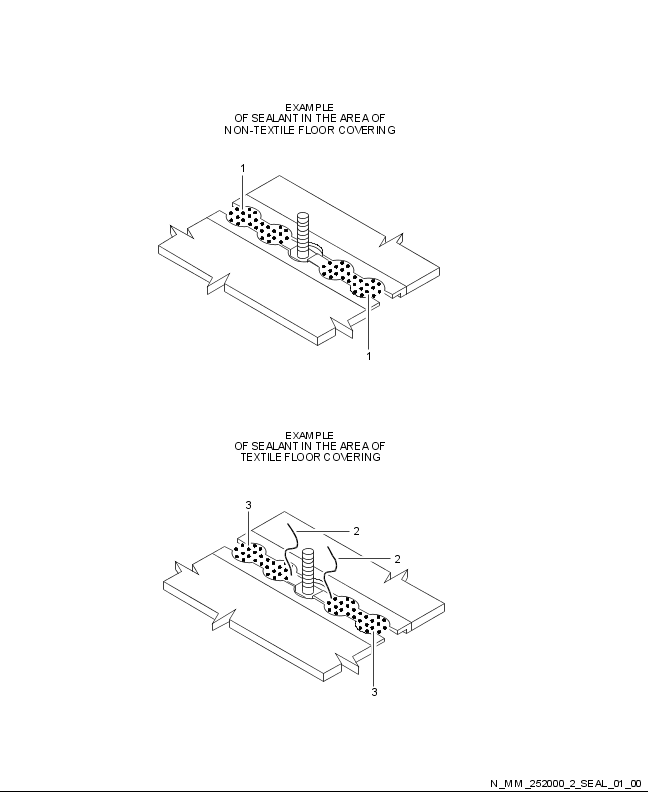 EXAMPLE
OF SEALANT IN THE AREA OF
NON-TEXTILE FLOOR COVERING
1
1
EXAMPLE
OF SEALANT IN THE AREA OF
TEXTILE FLOOR COVERING
3
2
2
3
N_MM_252000_2_SEAL_01_00